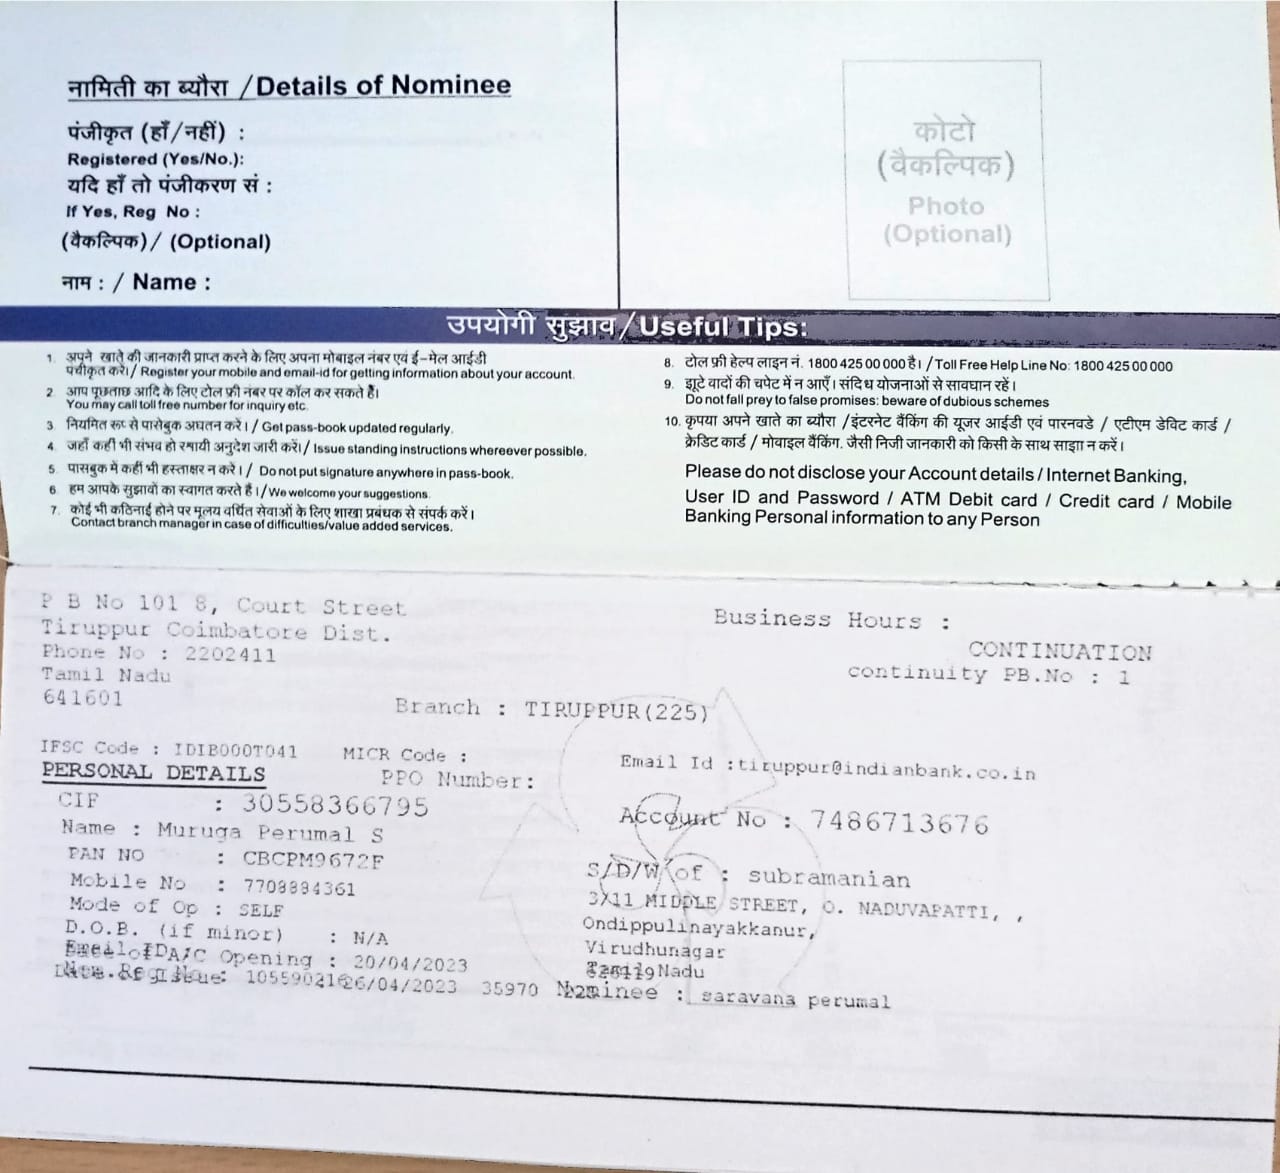 नामिती का ब्यौरा /Details of Nominee
पंजीकृत (हाँ/नहीं) :
Registered (Yes/No.):
यदि हाँ तो पंजीकरण सं :
If Yes, Reg No :
(वैकल्पिक)/ (Optional)
नाम : / Name :
फोटो
(वैकल्पिक)
Photo
(Optional)
उपयोगी सुझाव/Useful Tips:
1. अपने खाते की जानकारी प्राप्त करने के लिए अपना मोबाइल नंबर एवं ई-मेल आईडी
पंचीकृत करें।/ Register your mobile and email-id for getting information about your account.
2 आप पूछताछ आदि के लिए टोल फ्री नंबर पर कॉल कर सकते हैं।
You may call toll free number for inquiry etc.
3. नियमित रूप से पासबुक अघतन करें।/ Get pass-book updated regularly.
4. जहाँ कहीं भी संभव हो स्थायी अनुदेश जारी करें।/ Issue standing instructions whereever possible.
5. पासबुक में कहीं भी हस्ताक्षर न करें।/ Do not put signature anywhere in pass-book.
6. हम आपके सुझावों का स्वागत करते हैं।/We welcome your suggestions.
7. कोई भी कठिनाई होने पर मूलय वर्धित सेवाओं के लिए शाखा प्रबंधक से संपर्क करें।
Contact branch manager in case of difficulties/value added services.
8. टोल फ्री हेल्प लाइन नं. 1800 425 00 000 है। /Toll Free Help Line No: 1800 425 00 000
9. झूटे वादों की चपेट में न आएँ। संदिध योजनाओं से सावघान रहें।
Do not fall prey to false promises: beware of dubious schemes
10. कृपया अपने खाते का ब्यौरा /इंटरनेट बैंकिंग की यूजर आईडी एवं पारनवडे / एटीएम डेविट कार्ड /
क्रेडिट कार्ड / मोवाइल बैंकिंग. जैसी निजी जानकारी को किसी के साथ साझा न करें।
Please do not disclose your Account details / Internet Banking,
User ID and Password / ATM Debit card / Credit card / Mobile
Banking Personal information to any Person
P B No 101 8, Court Street
Tiruppur Coimbatore Dist.
Phone No : 2202411
Tamil Nadu
641601
Business Hours :
CONTINUATION
continuity PB.No : 1
Branch : TIRUPPUR(225)
IFSC Code : IDIB000T041 MICR Code :
Email Id :tiruppur@indianbank.co.in
PERSONAL DETAILS PPO Number:
CIF : 30558366795
Account No : 7486713676
Name : Muruga Perumal S
PAN NO : CBCPM9672F
S/D/W of : subramanian
Mobile No : 7708884361
3/11 MIDDLE STREET, O. NADUVAPATTI, ,
Mode of Op : SELF
Ondippulinayakkanur,
D.O.B. (if minor) : N/A
Virudhunagar
A/C Opening : 20/04/2023
Tamil Nadu
26/04/2023 35970 Nominee : saravana perumal